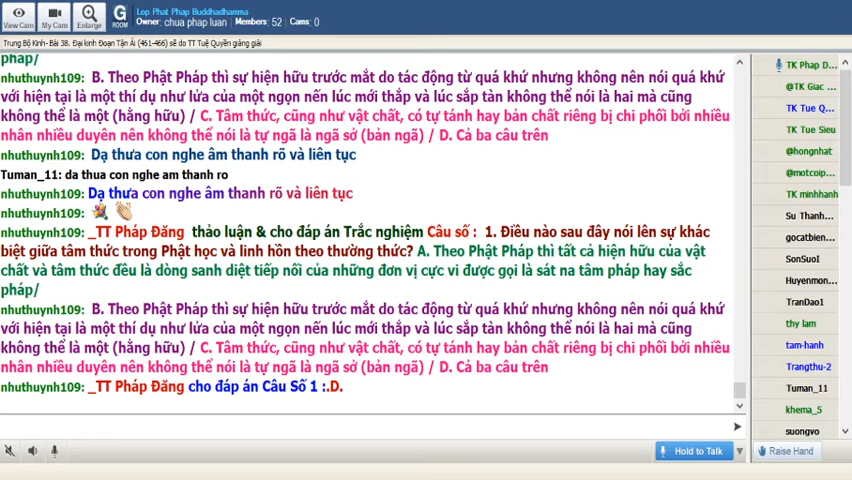 Lop Phat Phap Buddhadhamma
Owner: chua phap luan Members: 52 Cams: 0
View Cam
My Cam
Enlarge
G
ROOM
Trung Bộ Kinh- Bài 38. Đại kinh Đoạn Tận Ái (461-466) sẽ do TT Tuệ Quyền giảng giải
pháp/
nhuthuynh109: B. Theo Phật Pháp thì sự hiện hữu trước mắt do tác động từ quá khứ nhưng không nên nói quá khứ
với hiện tại là một thí dụ như lửa của một ngọn nến lúc mới thắp và lúc sắp tàn không thể nói là hai mà cũng
không thể là một (hằng hữu) / C. Tâm thức, cũng như vật chất, có tự tánh hay bản chất riêng bị chi phối bởi nhiều
nhân nhiều duyên nên không thể nói là tự ngã là ngã sở (bản ngã) / D. Cả ba câu trên
nhuthuynh109: Dạ thưa con nghe âm thanh rõ và liên tục
Tuman_11: da thua con nghe am thanh ro
nhuthuynh109: Dạ thưa con nghe âm thanh rõ và liên tục
nhuthuynh109:
nhuthuynh109: _TT Pháp Đăng thảo luận & cho đáp án Trắc nghiệm Câu số : 1. Điều nào sau đây nói lên sự khác
biệt giữa tâm thức trong Phật học và linh hồn theo thường thức? A. Theo Phật Pháp thì tất cả hiện hữu của vật
chất và tâm thức đều là dòng sanh diệt tiếp nối của những đơn vị cực vi được gọi là sát na tâm pháp hay sắc
pháp/
nhuthuynh109: B. Theo Phật Pháp thì sự hiện hữu trước mắt do tác động từ quá khứ nhưng không nên nói quá khứ
với hiện tại là một thí dụ như lửa của một ngọn nến lúc mới thắp và lúc sắp tàn không thể nói là hai mà cũng
không thể là một (hằng hữu) / C. Tâm thức, cũng như vật chất, có tự tánh hay bản chất riêng bị chi phối bởi nhiều
nhân nhiều duyên nên không thể nói là tự ngã là ngã sở (bản ngã) / D. Cả ba câu trên
nhuthuynh109: _TT Pháp Đăng cho đáp án Câu Số 1 :.D.
TK Phap D...
@TK Giac ...
TK Tue Q...
TK Tue Sieu
@hongnhat
@motcoip...
TK minhhanh
Su Thanh...
gocatbien...
SonSuoI
Huyenmon...
TranDao1
thy lam
tam-hanh
Trangthu-2
Tuman_11
khema_5
suongvo
Hold to Talk
Raise Hand